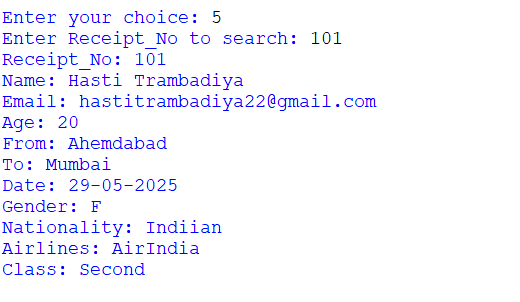 Enter your choice: 5
Enter Receipt_No to search: 101
Receipt_No: 101
Name: Hasti Trambadiya
Email: hastitrambadiya22@gmail.com
Age: 20
From: Ahemdabad
To: Mumbai
Date: 29-05-2025
Gender: F
Nationality: Indiian
Airlines: AirIndia
Class: Second